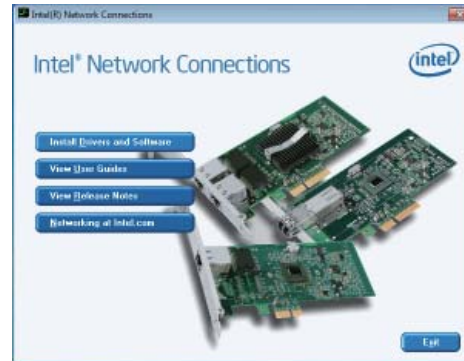 Intel(R) Network Connections
Intel® Network Connections
intel
Install Drivers and Software
View User Guides
View Release Notes
Networking at Intel.com
Exit